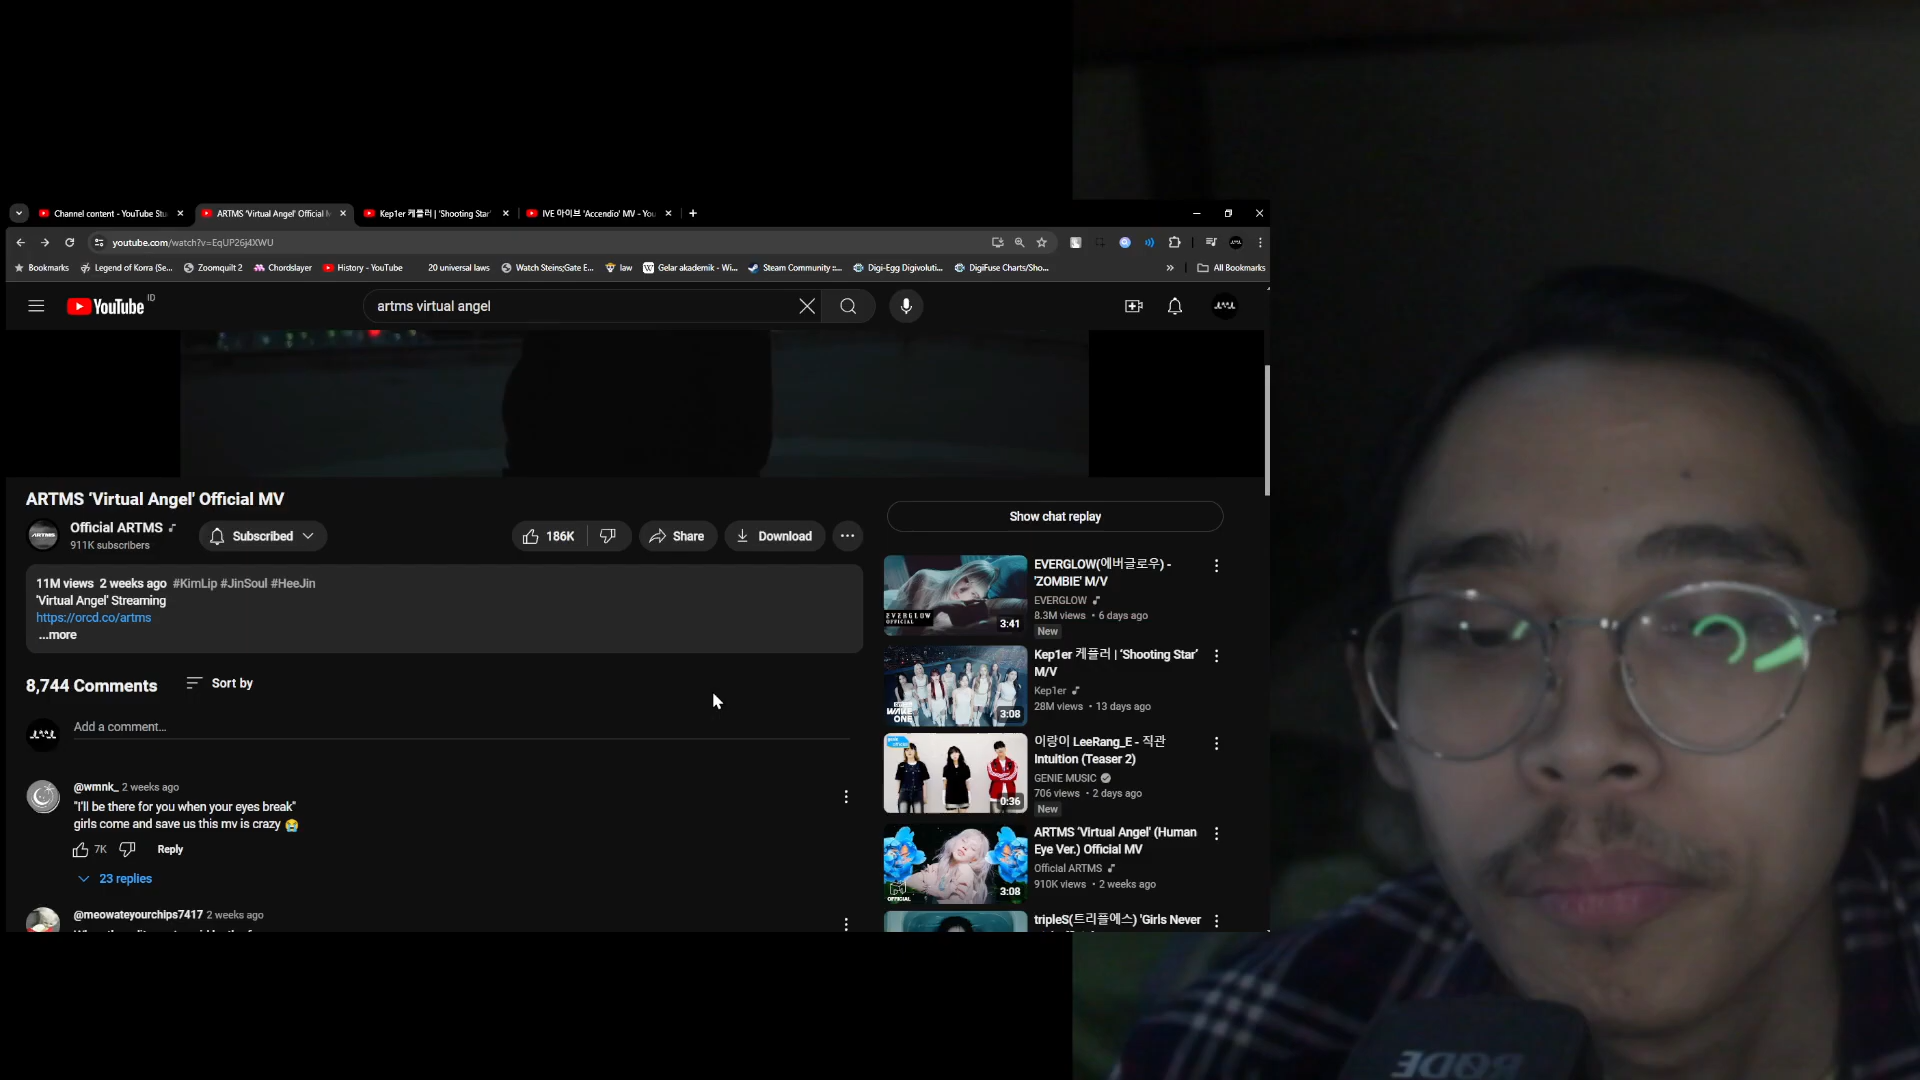 Channel content - YouTube Stu
ARTMS 'Virtual Angel' Official M
Kep1er 케플러 | 'Shooting Star'
IVE 아이브 'Accendio' MV - You
youtube.com/watch?v=EqUP26j4XWU
Bookmarks
Legend of Korra (Se...
Zoomquilt 2
Chordslayer
History - YouTube
20 universal laws
Watch Steins;Gate E...
law
Gelar akademik - Wi...
Steam Community :...
Digi-Egg Digivoluti...
DigiFuse Charts/Sho...
All Bookmarks
YouTube ID
artms virtual angel
ARTMS 'Virtual Angel' Official MV
Official ARTMS
911K subscribers
Subscribed
186K
Share
Download
11M views 2 weeks ago #KimLip #JinSoul #HeeJin
'Virtual Angel' Streaming
https://orcd.co/artms
...more
8,744 Comments
Sort by
Add a comment...
@wmnk_ 2 weeks ago
"I'll be there for you when your eyes break"
girls come and save us this mv is crazy 😭
7K
Reply
23 replies
@meowateyourchips7417 2 weeks ago
Show chat replay
EVERGLOW(에버글로우) -
'ZOMBIE' M/V
EVERGLOW
8.3M views • 6 days ago
New
EVERGLOW
OFFICIAL
3:41
Kep1er 케플러 | 'Shooting Star'
M/V
Kep1er
28M views • 13 days ago
WAKE
ONE
3:08
이랑이 LeeRang_E - 직관
Intuition (Teaser 2)
GENIE MUSIC
706 views • 2 days ago
New
0:36
ARTMS 'Virtual Angel' (Human
Eye Ver.) Official MV
Official ARTMS
910K views • 2 weeks ago
OFFICIAL
3:08
tripleS(트리플에스) 'Girls Never
RØDE